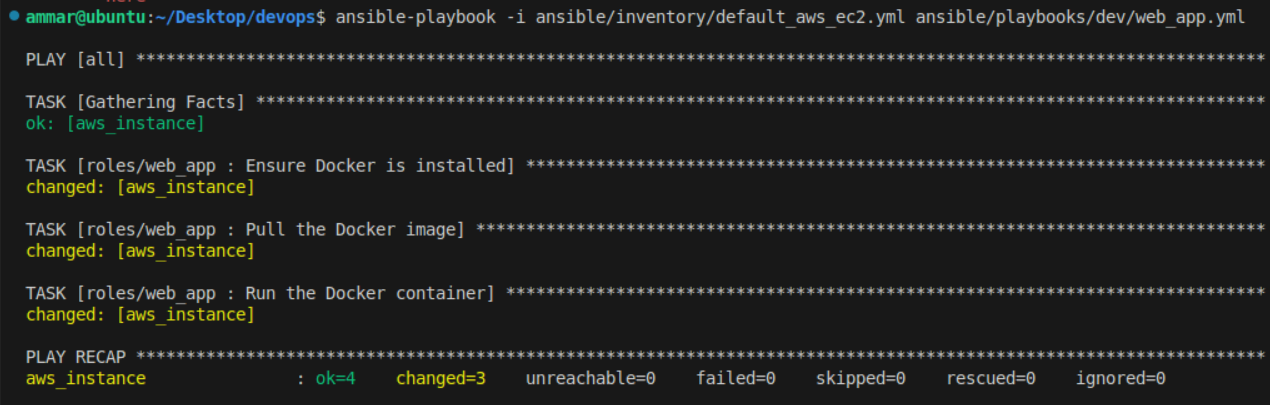 ammar@ubuntu:~/Desktop/devops$ ansible-playbook -i ansible/inventory/default_aws_ec2.yml ansible/playbooks/dev/web_app.yml
PLAY [all] *****************************************************************************************************************
TASK [Gathering Facts] *****************************************************************************************************
ok: [aws_instance]
TASK [roles/web_app : Ensure Docker is installed] **************************************************************************
changed: [aws_instance]
TASK [roles/web_app : Pull the Docker image] *******************************************************************************
changed: [aws_instance]
TASK [roles/web_app : Run the Docker container] ****************************************************************************
changed: [aws_instance]
PLAY RECAP *****************************************************************************************************************
aws_instance               : ok=4    changed=3    unreachable=0    failed=0    skipped=0    rescued=0    ignored=0